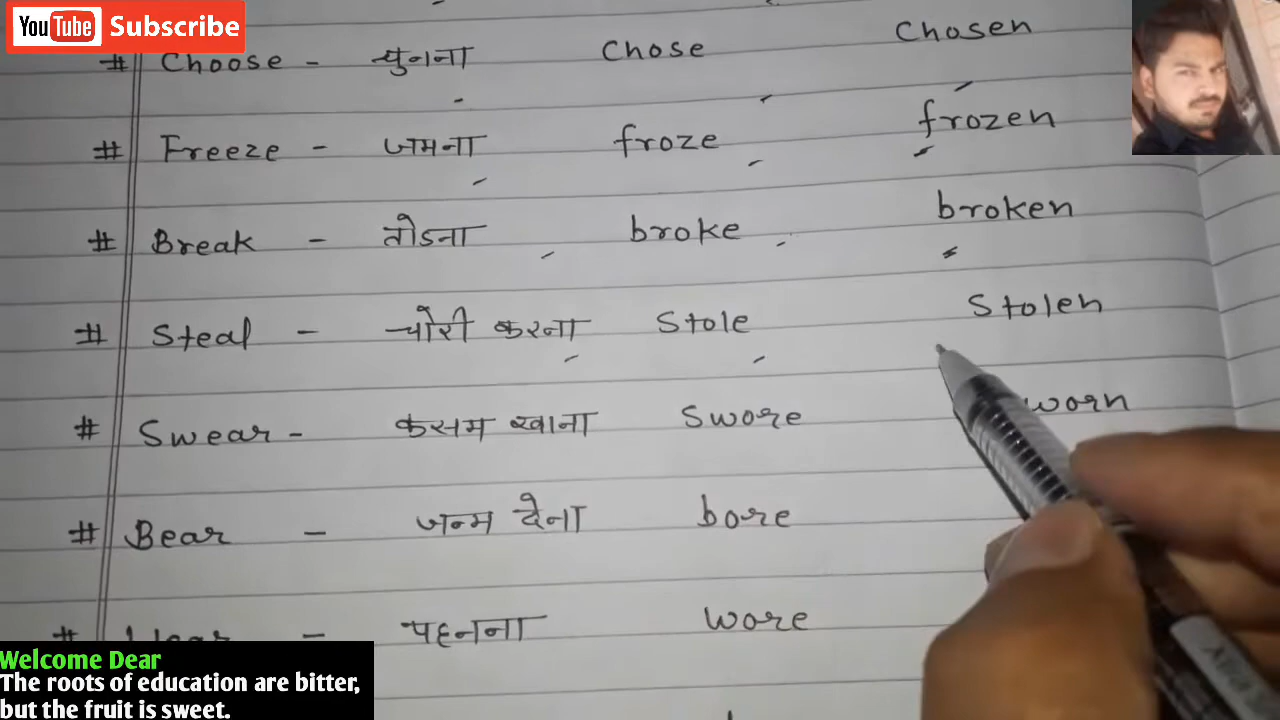 YouTube Subscribe
# Choose - चुनना Chose Chosen
# Freeze - जमना froze frozen
# Break - तोडना broke broken
# Steal - चोरी करना Stole Stolen
# Swear - कसम खाना Swore worn
# Bear - जन्म देना bore
# - पहनना wore
Welcome Dear
The roots of education are bitter,
but the fruit is sweet.